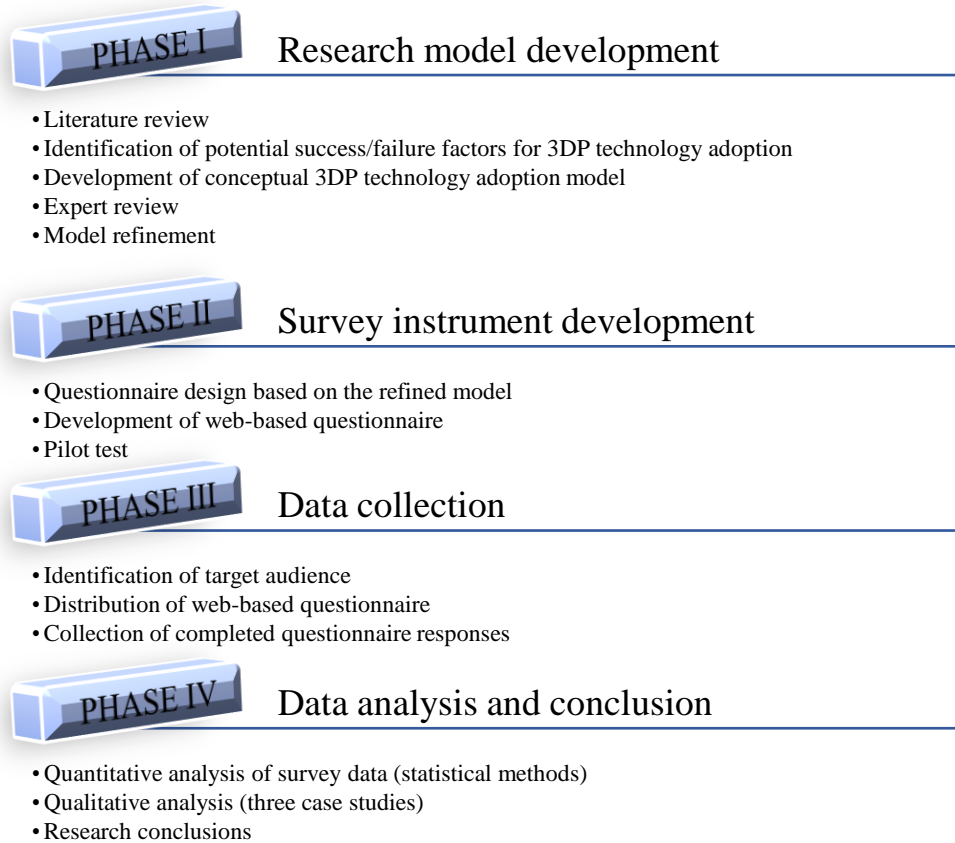 PHASE I
Research model development
• Literature review
• Identification of potential success/failure factors for 3DP technology adoption
• Development of conceptual 3DP technology adoption model
• Expert review
• Model refinement
PHASE II
Survey instrument development
• Questionnaire design based on the refined model
• Development of web-based questionnaire
• Pilot test
PHASE III
Data collection
• Identification of target audience
• Distribution of web-based questionnaire
• Collection of completed questionnaire responses
PHASE IV
Data analysis and conclusion
• Quantitative analysis of survey data (statistical methods)
• Qualitative analysis (three case studies)
• Research conclusions